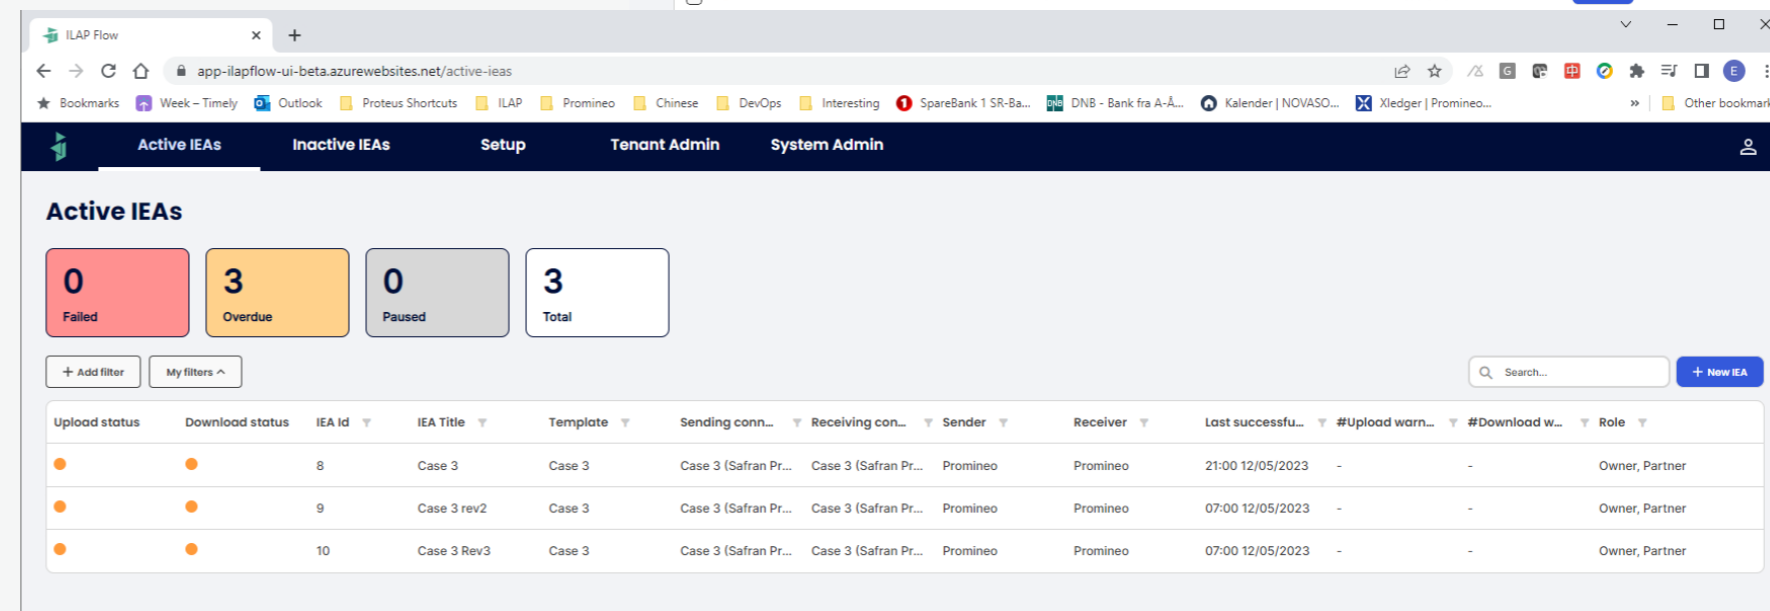 ILAP Flow
app-ilapflow-ui-beta.azurewebsites.net/active-ieas
G 中 E
Bookmarks Week – Timely Outlook Proteus Shortcuts ILAP Promineo Chinese DevOps Interesting SpareBank 1 SR-Ba... DNB - Bank fra A-Å... Kalender | NOVASO... Xledger | Promineo... » Other bookmark
Active IEAs Inactive IEAs Setup Tenant Admin System Admin
Active IEAs
0 3 0 3
Failed Overdue Paused Total
+ Add filter My filters Search... + New IEA
Upload status Download status IEA Id IEA Title Template Sending conn... Receiving con... Sender Receiver Last successfu... #Upload warn... #Download w... Role
8 Case 3 Case 3 Case 3 (Safran Pr... Case 3 (Safran Pr... Promineo Promineo 21:00 12/05/2023 - - Owner, Partner
9 Case 3 rev2 Case 3 Case 3 (Safran Pr... Case 3 (Safran Pr... Promineo Promineo 07:00 12/05/2023 - - Owner, Partner
10 Case 3 Rev3 Case 3 Case 3 (Safran Pr... Case 3 (Safran Pr... Promineo Promineo 07:00 12/05/2023 - - Owner, Partner